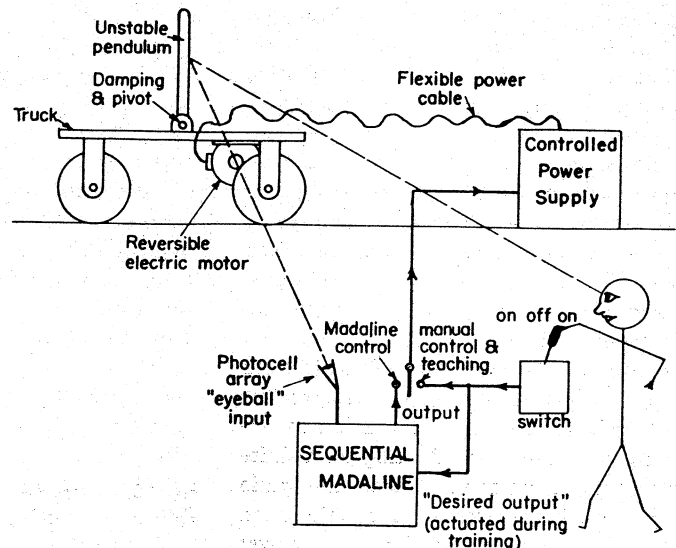 Unstable
pendulum
Damping
& pivot
Truck
Flexible power
cable
Controlled
Power
Supply
Reversible
electric motor
on off on
Madaline
control
manual
control &
teaching
Photocell
array
"eyeball"
input
output
switch
SEQUENTIAL
MADALINE
"Desired output"
(actuated during
training)